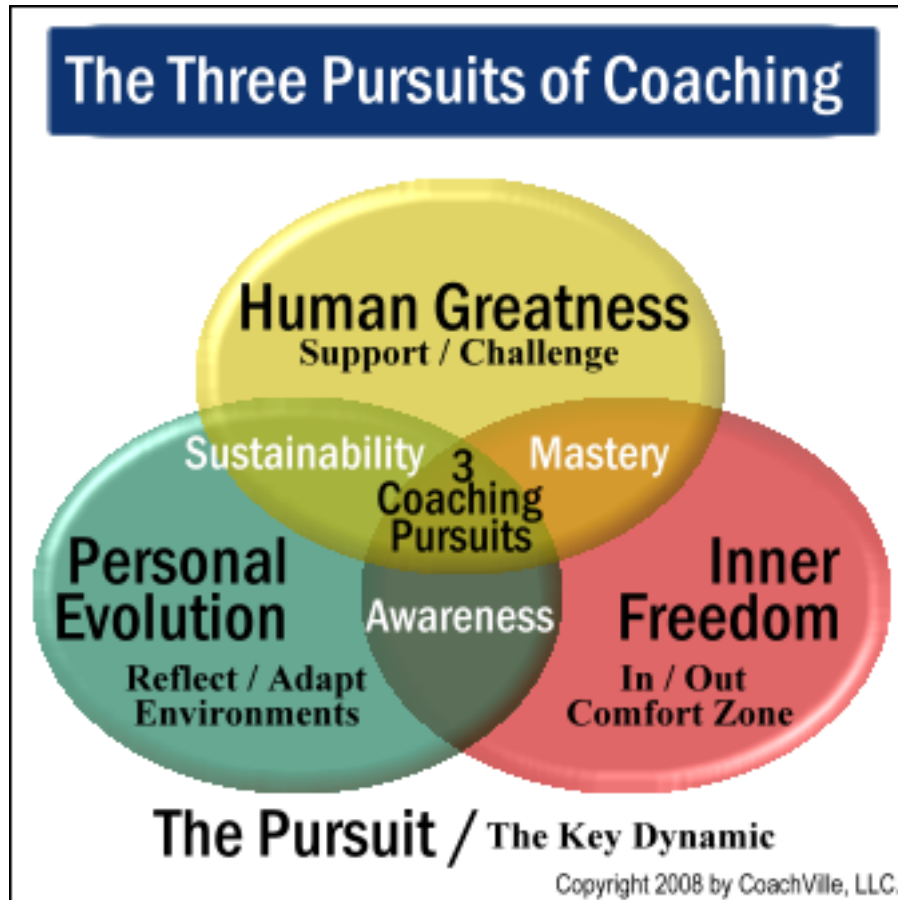 The Three Pursuits of Coaching
Human Greatness
Support / Challenge
Sustainability
Mastery
3
Coaching
Pursuits
Personal
Evolution
Reflect / Adapt
Environments
Awareness
Inner
Freedom
In / Out
Comfort Zone
The Pursuit / The Key Dynamic
Copyright 2008 by CoachVille, LLC.